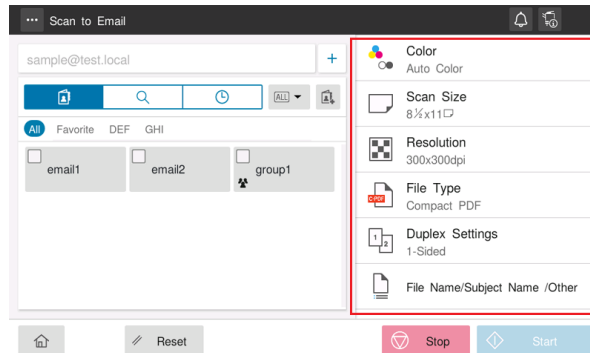 Scan to Email
sample@test.local
+
ALL
All Favorite DEF GHI
email1
email2
group1
Color
Auto Color
Scan Size
8½x11
Resolution
300x300dpi
C-PDF
File Type
Compact PDF
1 2
Duplex Settings
1-Sided
File Name/Subject Name /Other
Reset
Stop
Start